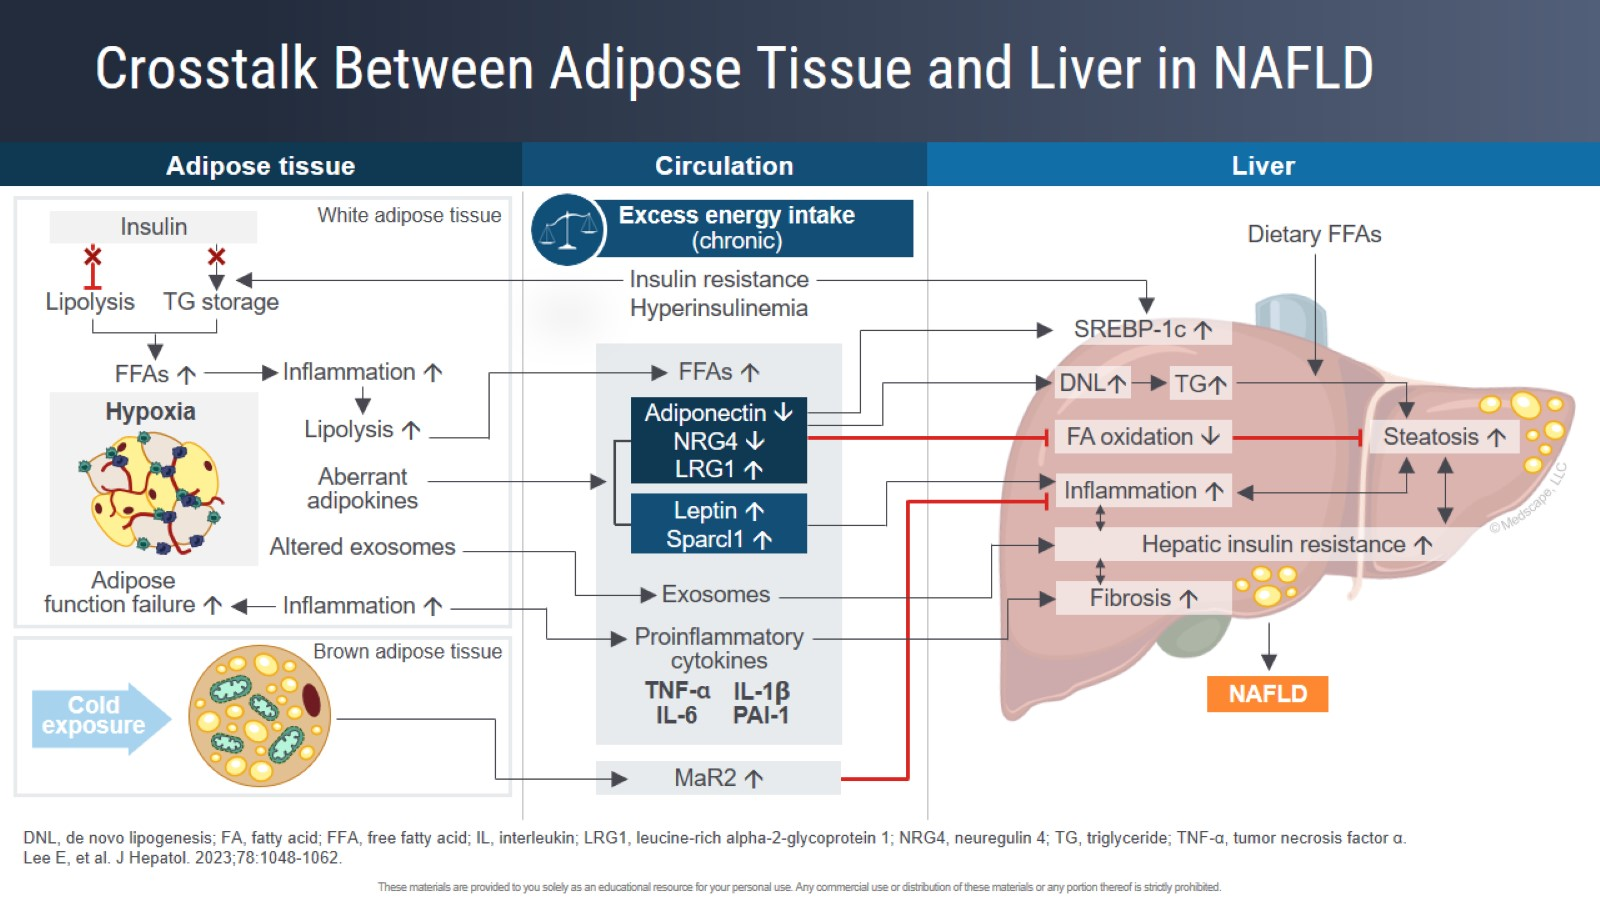 Crosstalk Between Adipose Tissue and Liver in NAFLD
Adipose tissue
Circulation
Liver
White adipose tissue
Insulin
Lipolysis
TG storage
FFAs ↑
Inflammation ↑
Hypoxia
Lipolysis ↑
Aberrant
adipokines
Altered exosomes
Adipose
function failure ↑
Inflammation ↑
Brown adipose tissue
Cold
exposure
Excess energy intake
(chronic)
Insulin resistance
Hyperinsulinemia
FFAs ↑
Adiponectin ↓
NRG4 ↓
LRG1 ↑
Leptin ↑
Sparcl1 ↑
Exosomes
Proinflammatory
cytokines
TNF-α IL-1β
IL-6 PAI-1
MaR2 ↑
Dietary FFAs
SREBP-1c ↑
DNL↑
TG↑
FA oxidation ↓
Steatosis ↑
Inflammation ↑
Hepatic insulin resistance ↑
Fibrosis ↑
NAFLD
© Medscape, LLC
DNL, de novo lipogenesis; FA, fatty acid; FFA, free fatty acid; IL, interleukin; LRG1, leucine-rich alpha-2-glycoprotein 1; NRG4, neuregulin 4; TG, triglyceride; TNF-α, tumor necrosis factor α.
Lee E, et al. J Hepatol. 2023;78:1048-1062.
These materials are provided to you solely as an educational resource for your personal use. Any commercial use or distribution of these materials or any portion thereof is strictly prohibited.